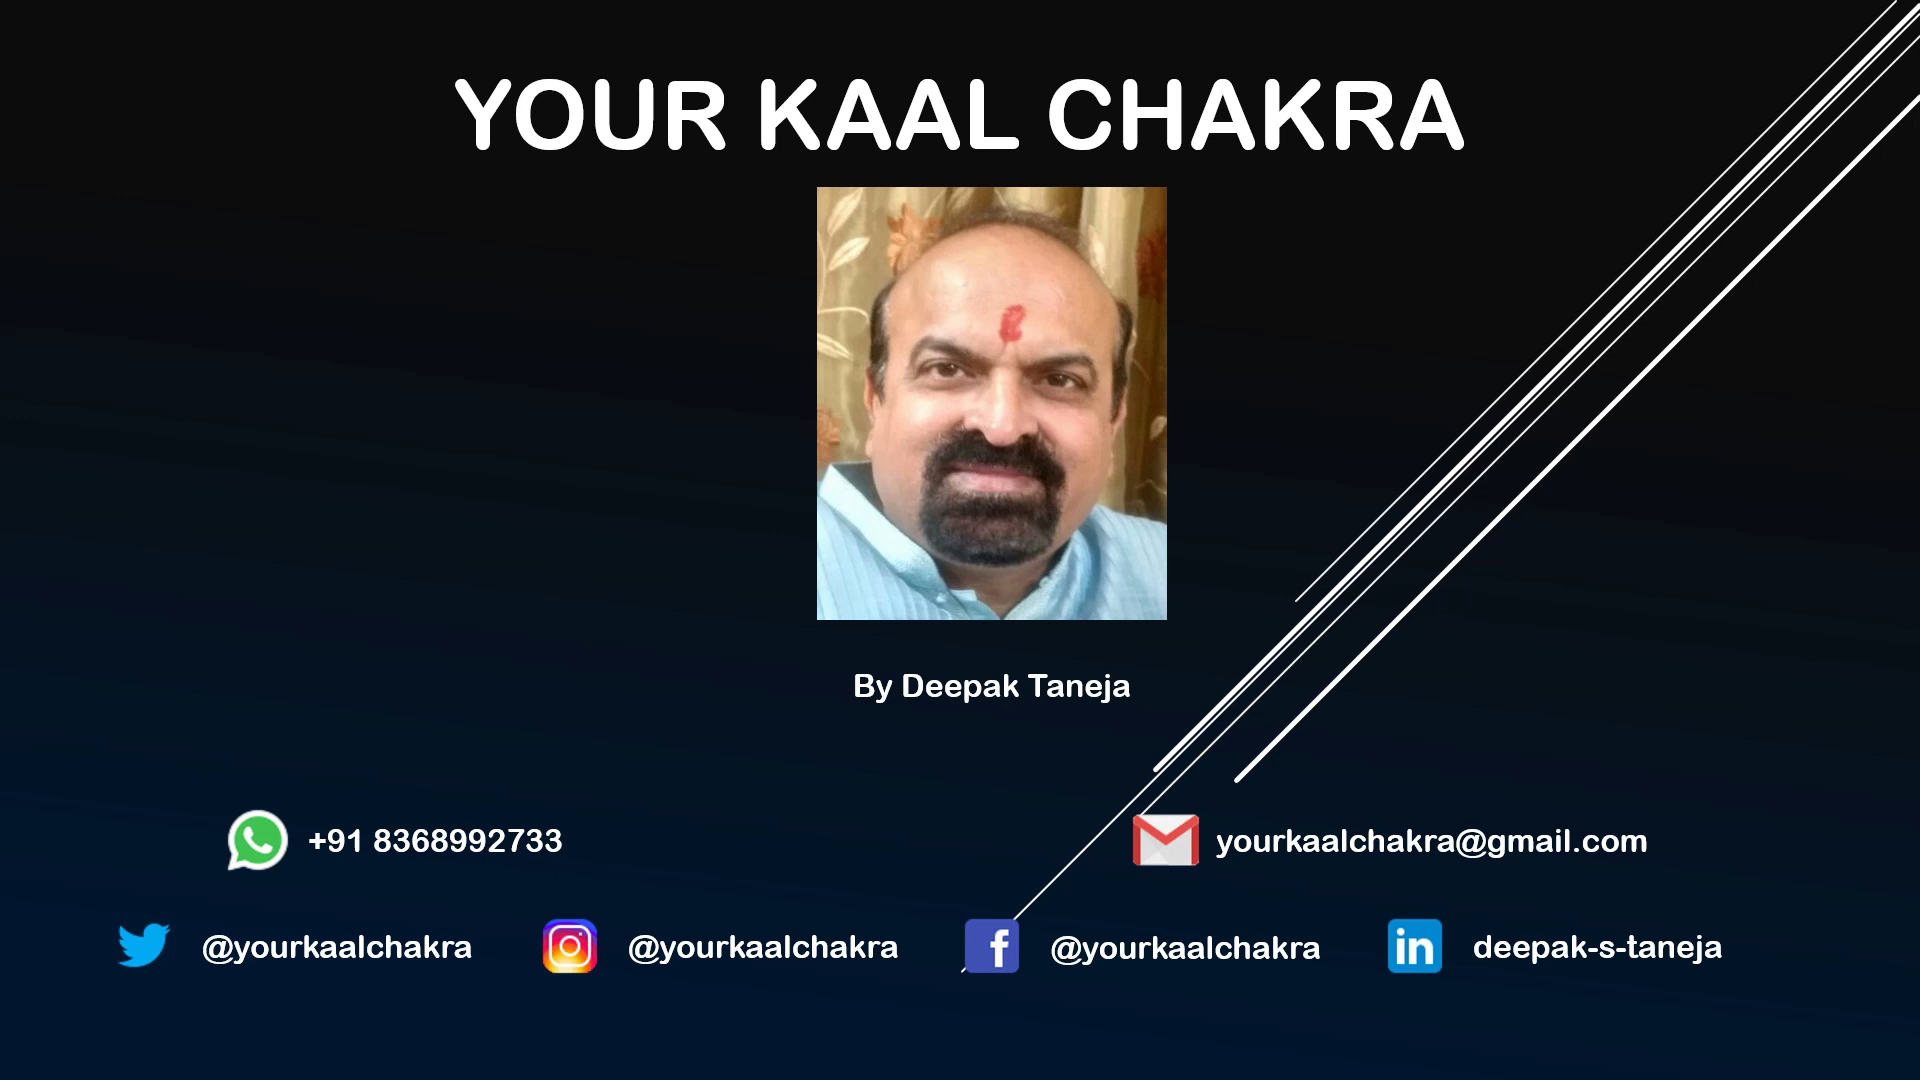 YOUR KAAL CHAKRA
By Deepak Taneja
+91 8368992733
yourkaalchakra@gmail.com
@yourkaalchakra
@yourkaalchakra
@yourkaalchakra
deepak-s-taneja